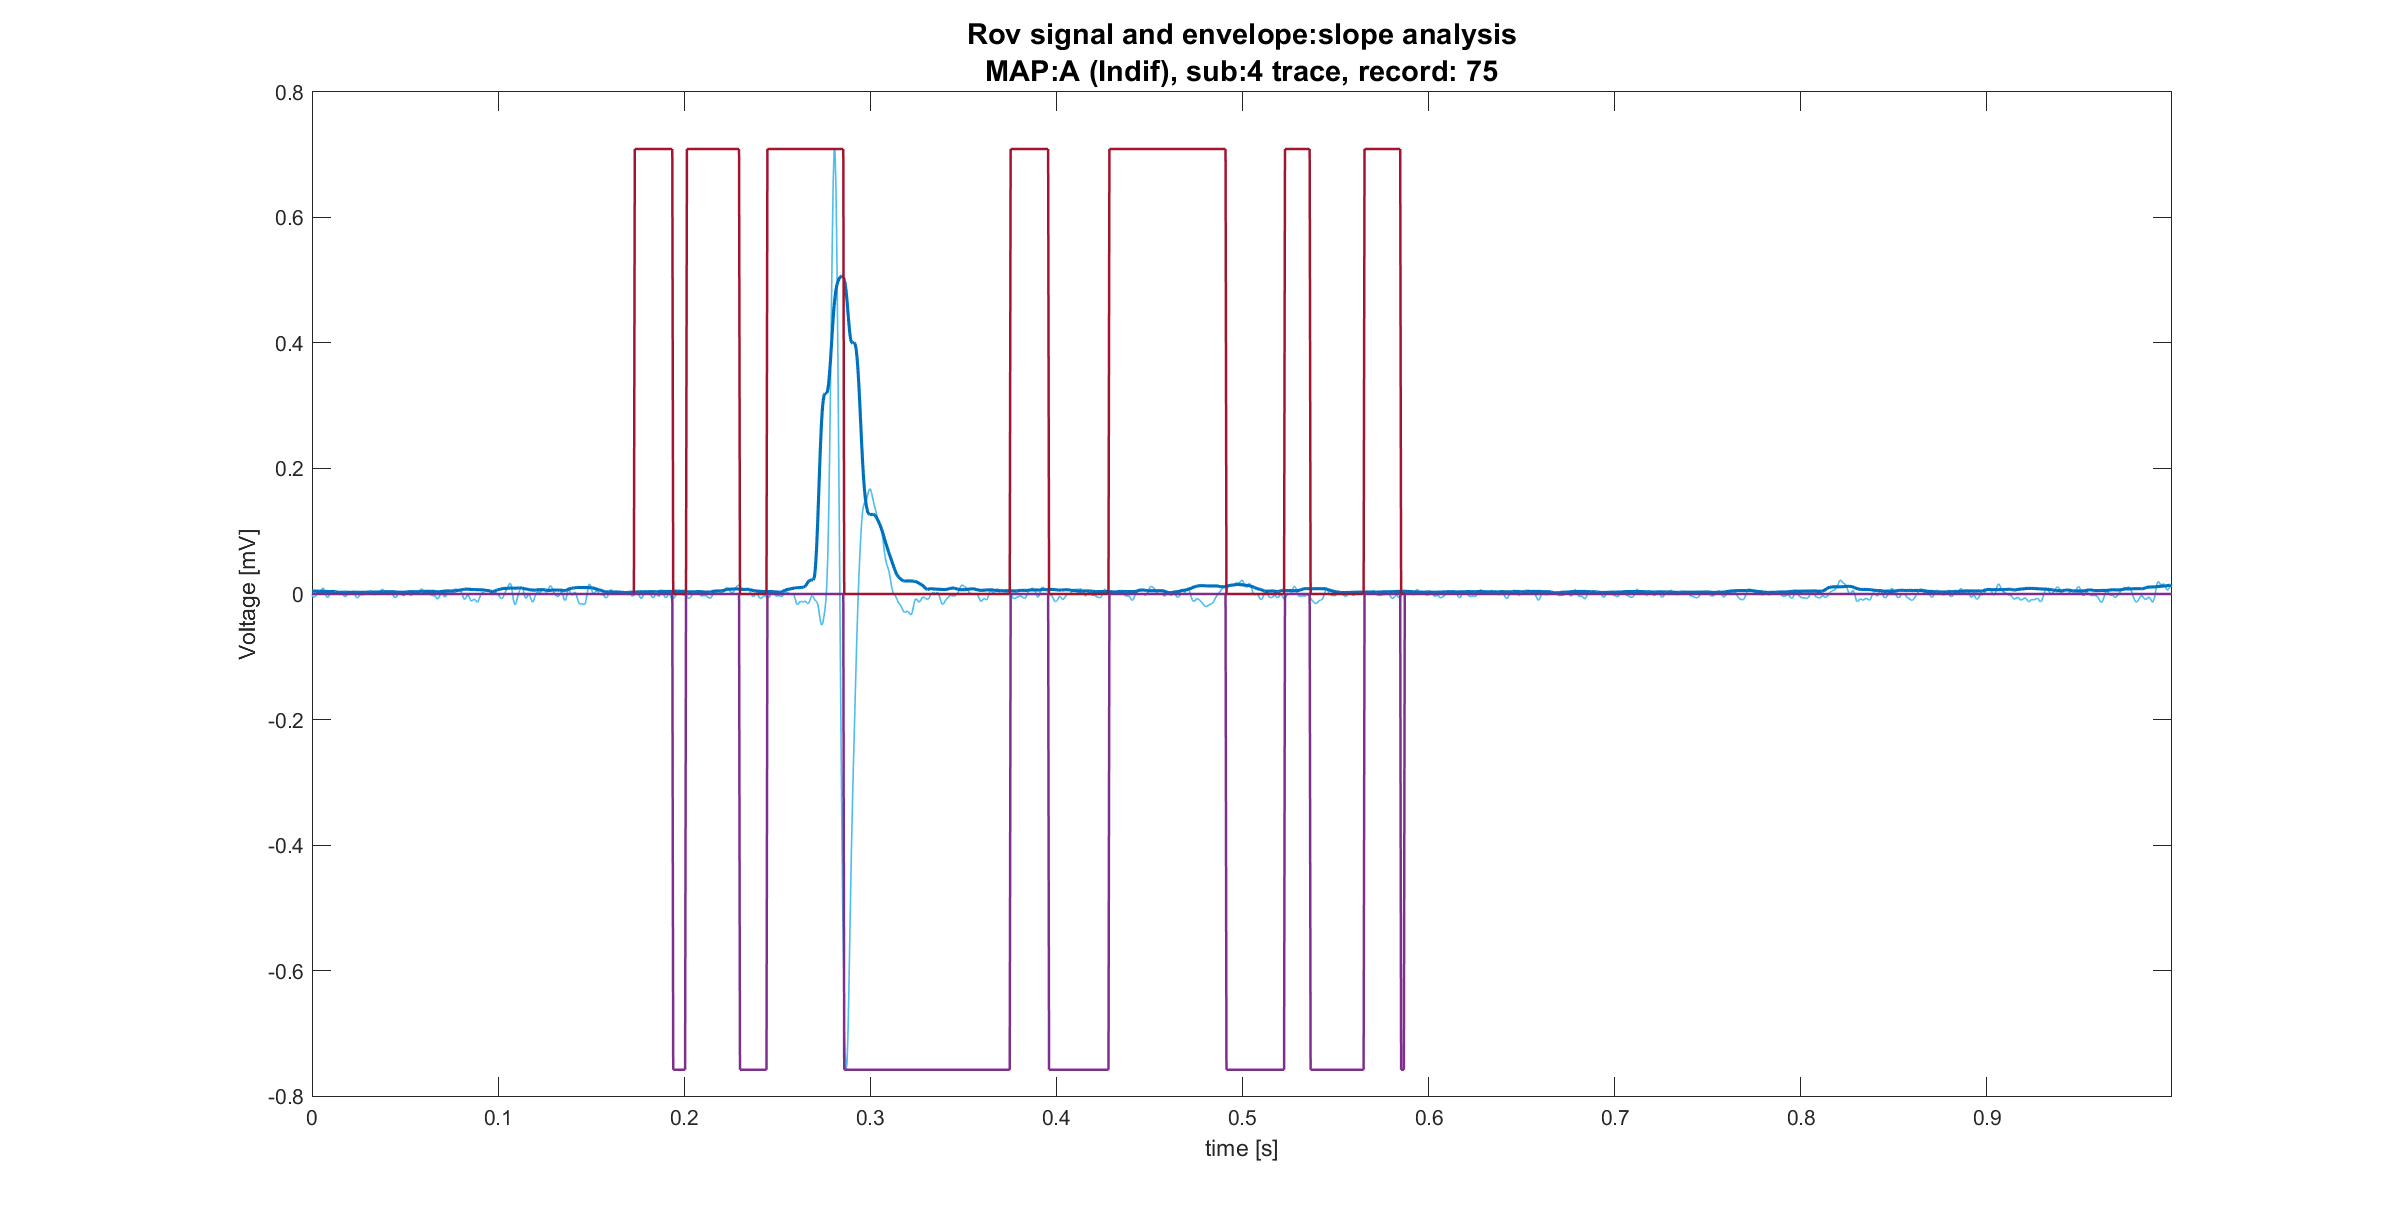 Rov signal and envelope:slope analysis
MAP:A (Indif), sub:4 trace, record: 75
0.8
0.6
0.4
0.2
0
-0.2
-0.4
-0.6
-0.8
Voltage [mV]
0 0.1 0.2 0.3 0.4 0.5 0.6 0.7 0.8 0.9
time [s]